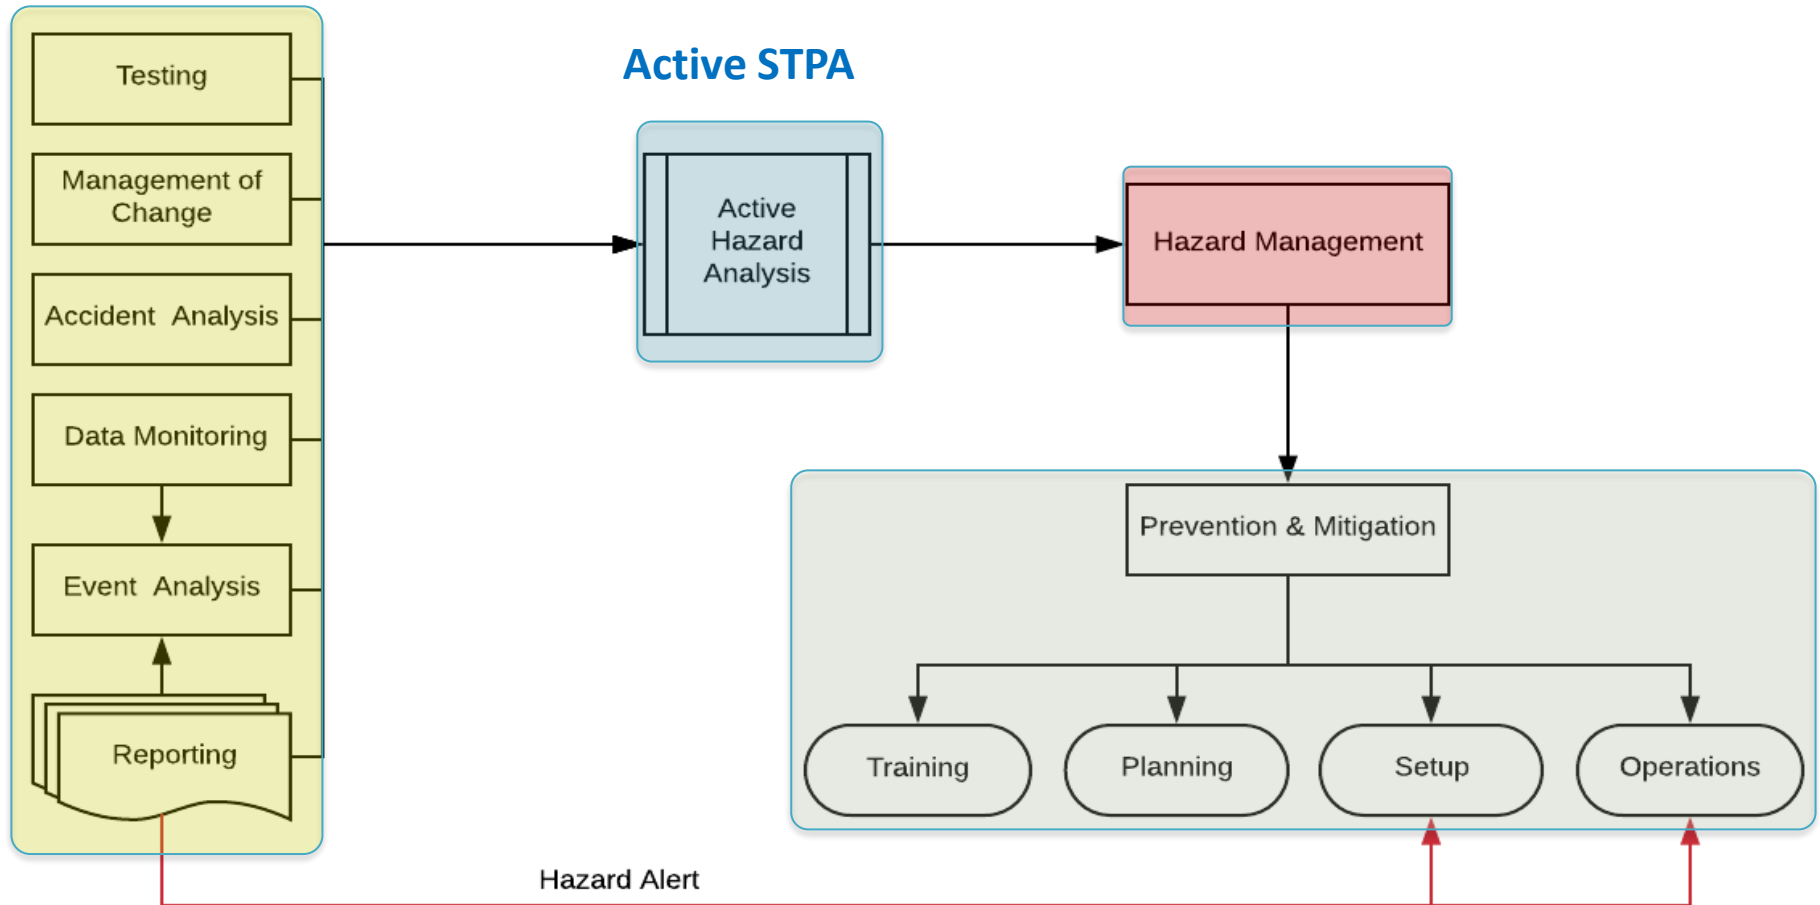 Active STPA
Testing
Management of
Change
Accident Analysis
Data Monitoring
Event Analysis
Reporting
Active
Hazard
Analysis
Hazard Management
Prevention & Mitigation
Training
Planning
Setup
Operations
Hazard Alert